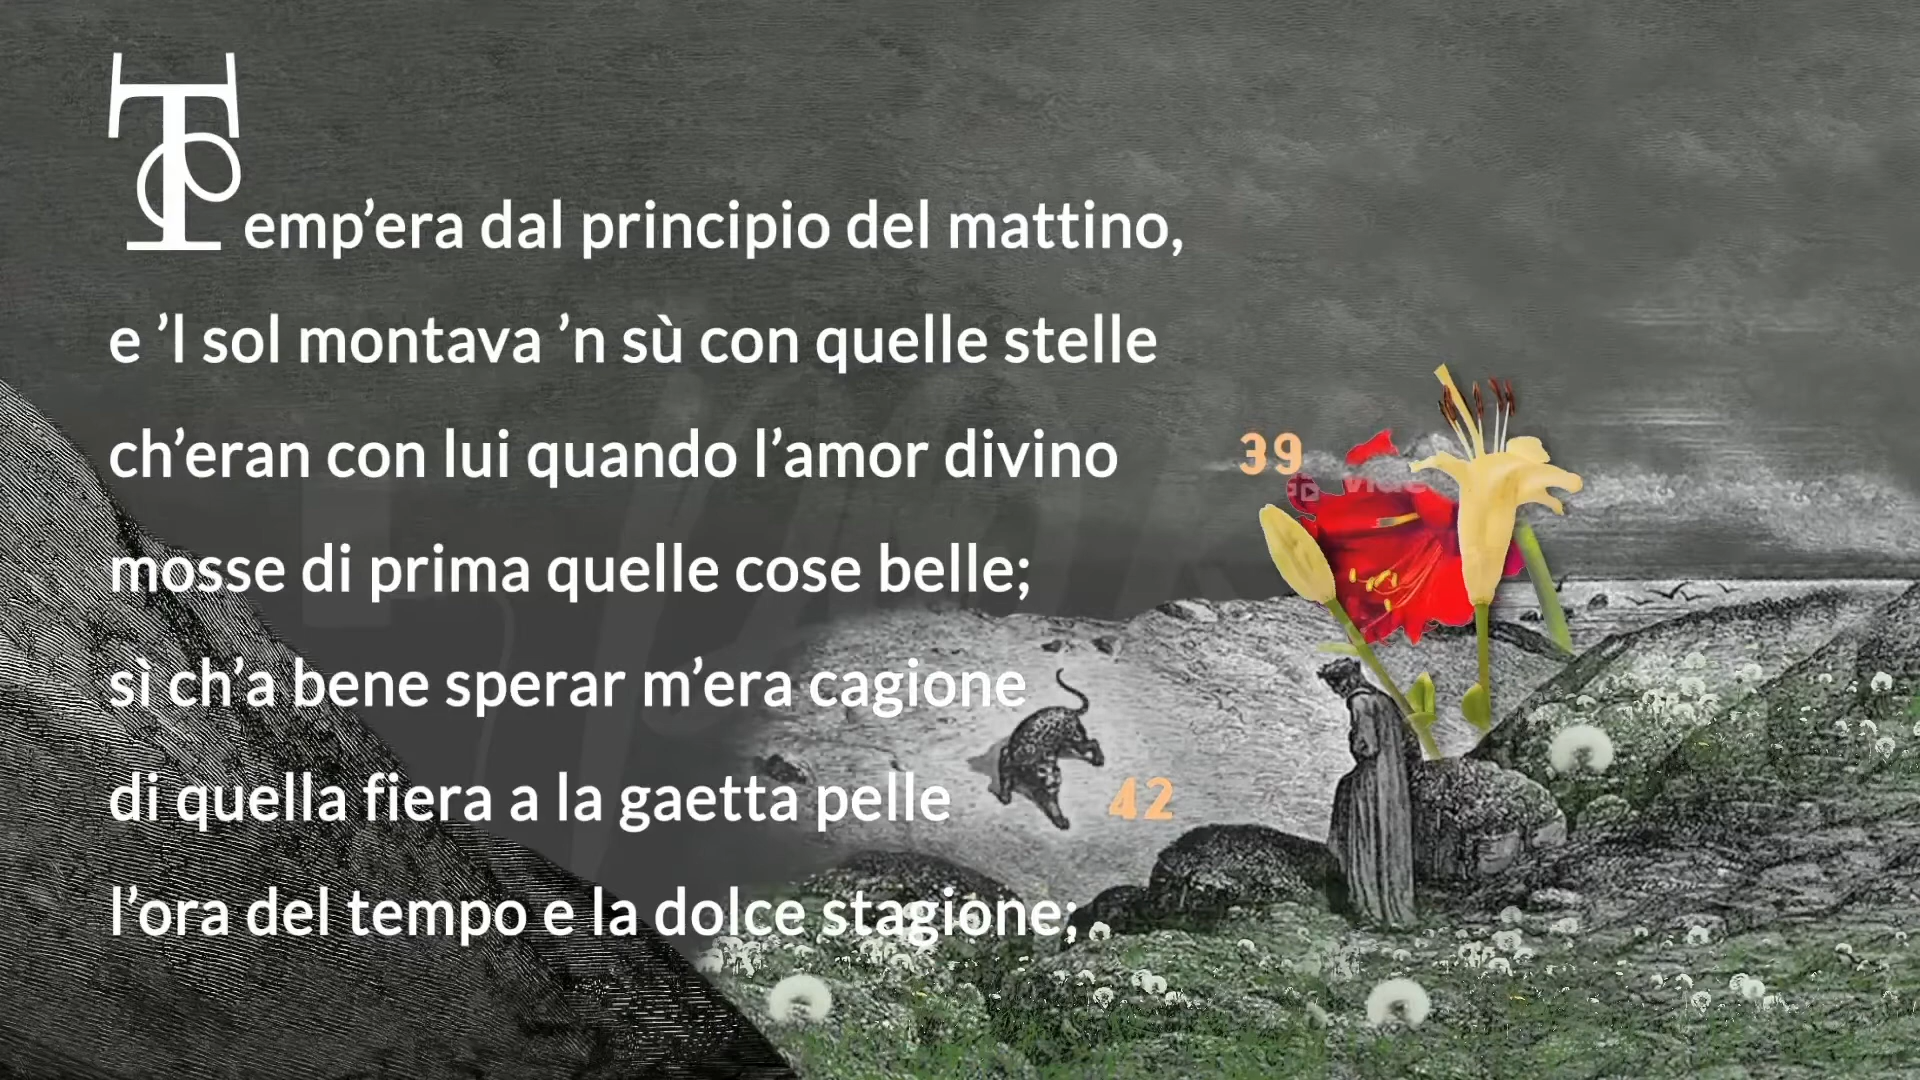 Temp’era dal principio del mattino,
e ’l sol montava ’n sù con quelle stelle
ch’eran con lui quando l’amor divino 39
mosse di prima quelle cose belle;
sì ch’a bene sperar m’era cagione
di quella fiera a la gaetta pelle 42
l’ora del tempo e la dolce stagione;